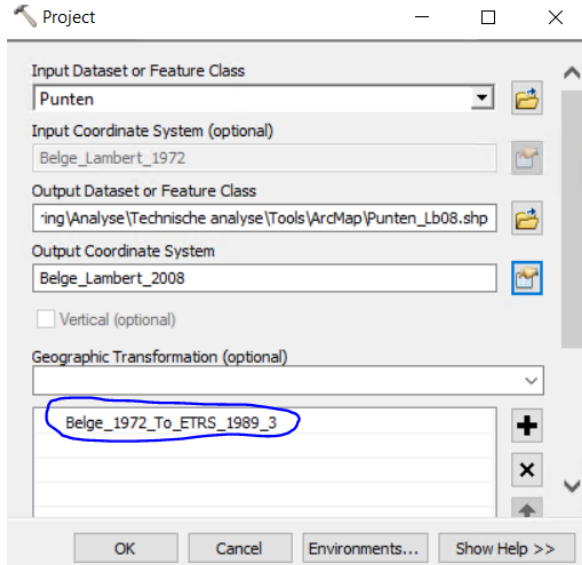 Project
Input Dataset or Feature Class
Punten
Input Coordinate System (optional)
Belge_Lambert_1972
Output Dataset or Feature Class
ring\Analyse\Technische analyse\Tools\ArcMap\Punten_Lb08.shp
Output Coordinate System
Belge_Lambert_2008
Vertical (optional)
Geographic Transformation (optional)
Belge_1972_To_ETRS_1989_3
OK Cancel Environments... Show Help >>